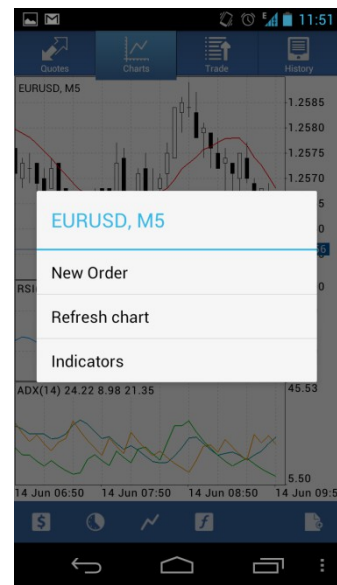 E 11:51
Quotes Charts Trade History
EURUSD, M5
1.2585
1.2580
1.2575
1.2570
EURUSD, M5
New Order
Refresh chart
Indicators
RSI
ADX(14) 24.22 8.98 21.35
45.53
5.50
14 Jun 06:50 14 Jun 07:50 14 Jun 08:50 14 Jun 09:5